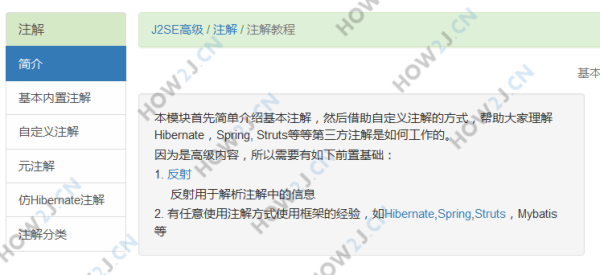 注解
简介
基本内置注解
自定义注解
元注解
仿Hibernate注解
注解分类
J2SE高级 / 注解 / 注解教程
基本
本模块首先简单介绍基本注解，然后借助自定义注解的方式，帮助大家理解
Hibernate，Spring, Struts等等第三方注解是如何工作的。
因为是高级内容，所以需要有如下前置基础：
1. 反射
反射用于解析注解中的信息
2. 有任意使用注解方式使用框架的经验，如Hibernate,Spring,Struts，Mybatis
等
HOW2J.CN
HOW2J.CN
HOW2J.CN
HOW2J.CN
HOW2J.CN
HOW2J.CN